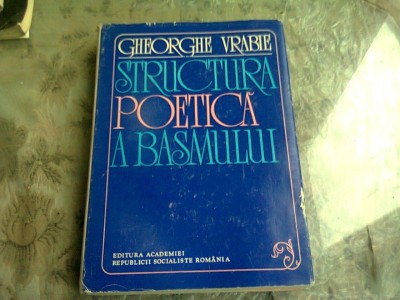 GHEORGHE VRABIE
STRUCTURA
POETICĂ
A BASMULUI
EDITURA ACADEMIEI
REPUBLICII SOCIALISTE ROMÂNIA